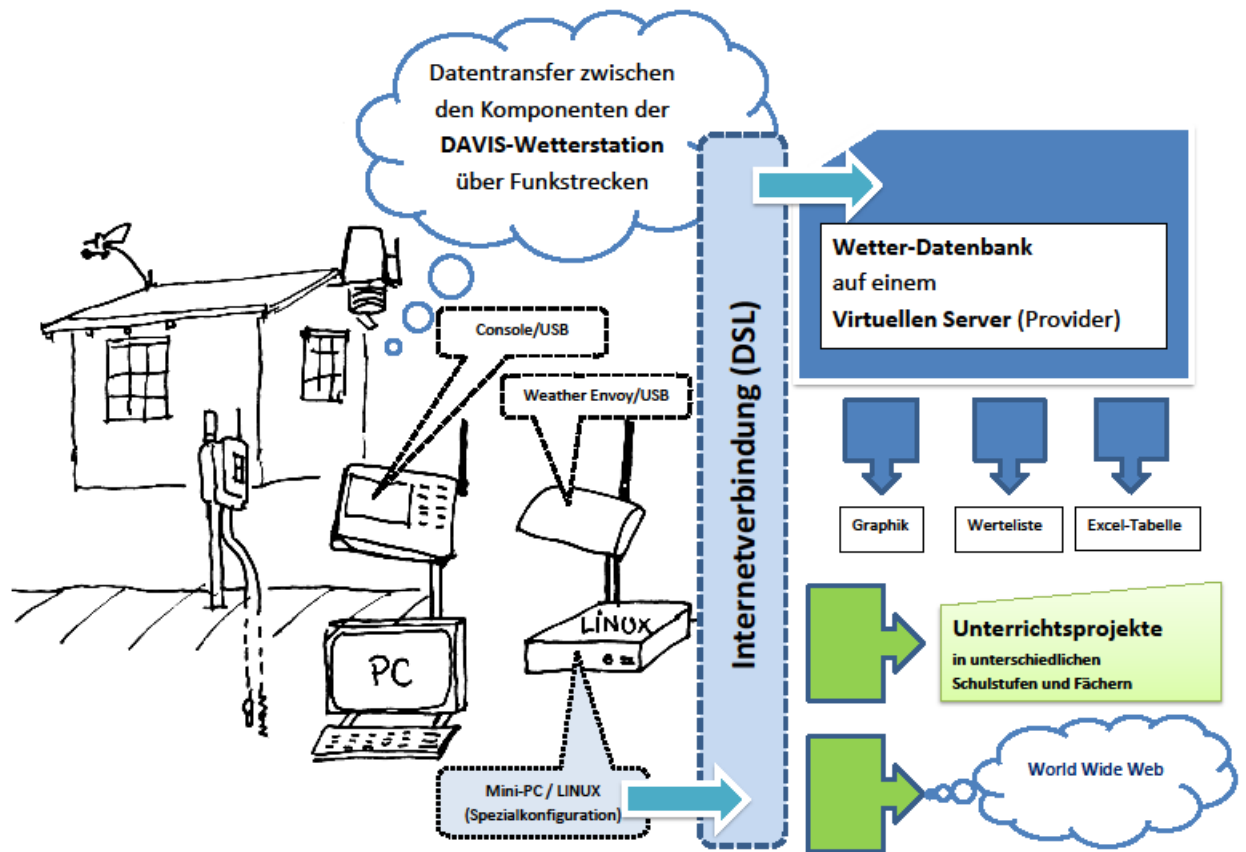 Datentransfer zwischen
den Komponenten der
DAVIS-Wetterstation
über Funkstrecken
Console/USB
Weather Envoy/USB
PC
LINUX
Mini-PC / LINUX
(Spezialkonfiguration)
Internetverbindung (DSL)
Wetter-Datenbank
auf einem
Virtuellen Server (Provider)
Graphik
Werteliste
Excel-Tabelle
Unterrichtsprojekte
in unterschiedlichen
Schulstufen und Fächern
World Wide Web